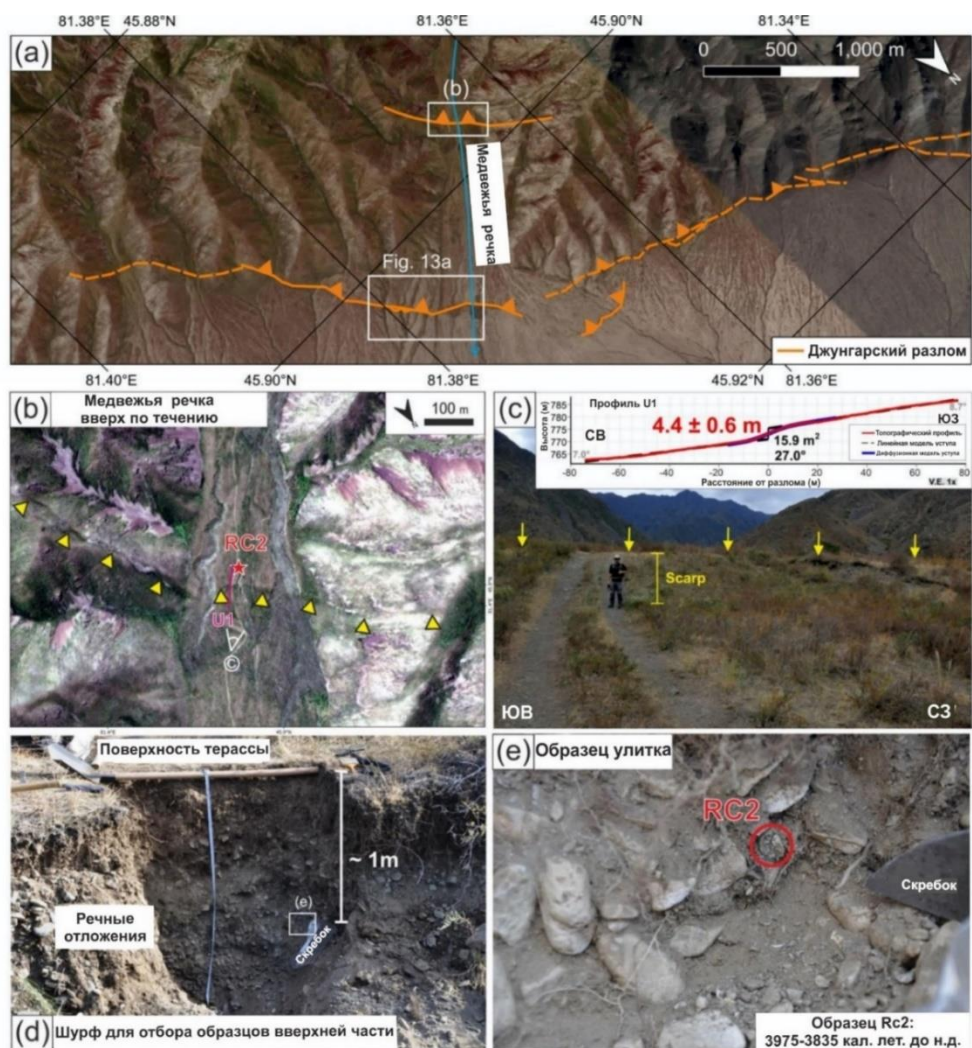 81.38°E 45.88°N 81.36°E 45.90°N 81.34°E
(a)
0 500 1,000 m
N
(b)
Медвежья речка
Fig. 13a
Джунгарский разлом
81.40°E 45.90°N 81.38°E 45.92°N 81.36°E
(b)
Медвежья речка
вверх по течению
100 m
RC2
U1
C
(c)
Профиль U1
Высота (м)
785
780
775
770
765
4.4 ± 0.6 m
СВ
ЮЗ
8.7°
7.0°
15.9 m²
27.0°
Топографический профиль
Линейная модель уступа
Диффузионная модель уступа
-80 -60 -40 -20 0 20 40 60 80
Расстояние от разлома (м)
V.E. 1x
Scarp
ЮВ
СЗ
Поверхность терассы
~ 1m
(e)
Речные
отложения
Скребок
(d)
Шурф для отбора образцов вверхней части
(e)
Образец улитка
RC2
Скребок
Образец Rc2:
3975-3835 кал. лет. до н.д.